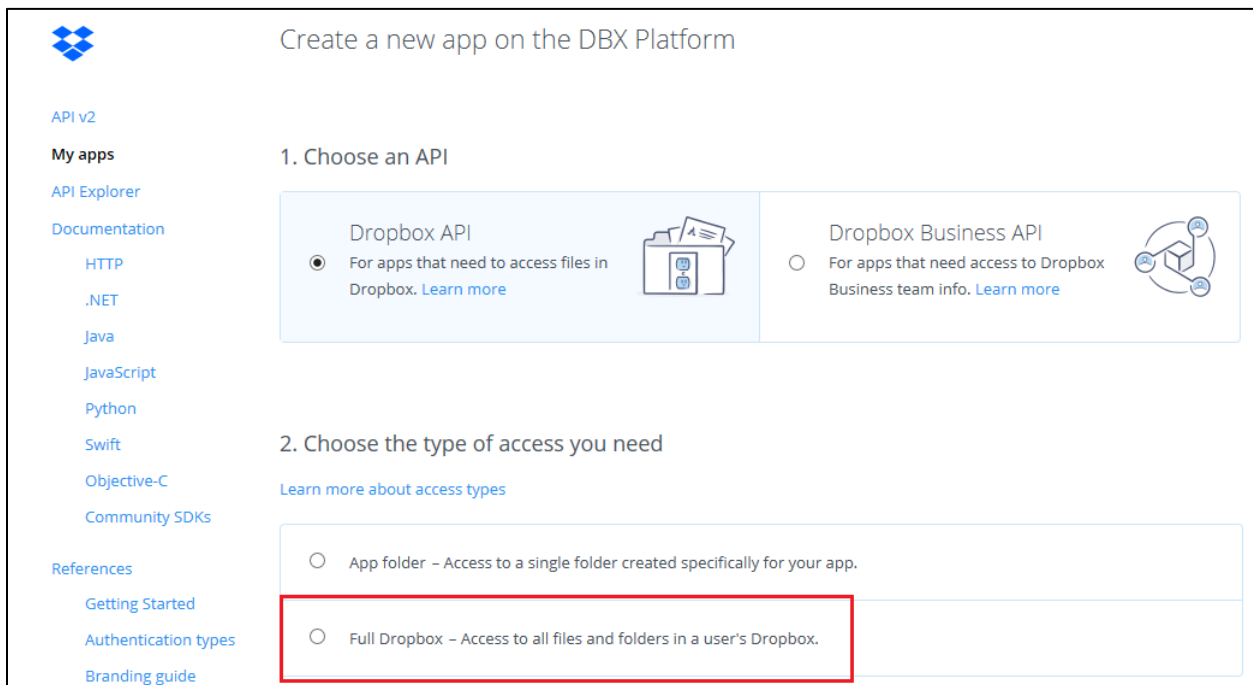 Create a new app on the DBX Platform
API v2
My apps
API Explorer
Documentation
HTTP
.NET
Java
JavaScript
Python
Swift
Objective-C
Community SDKs
References
Getting Started
Authentication types
Branding guide
1. Choose an API
Dropbox API
For apps that need to access files in
Dropbox. Learn more
Dropbox Business API
For apps that need access to Dropbox
Business team info. Learn more
2. Choose the type of access you need
Learn more about access types
App folder – Access to a single folder created specifically for your app.
Full Dropbox – Access to all files and folders in a user's Dropbox.